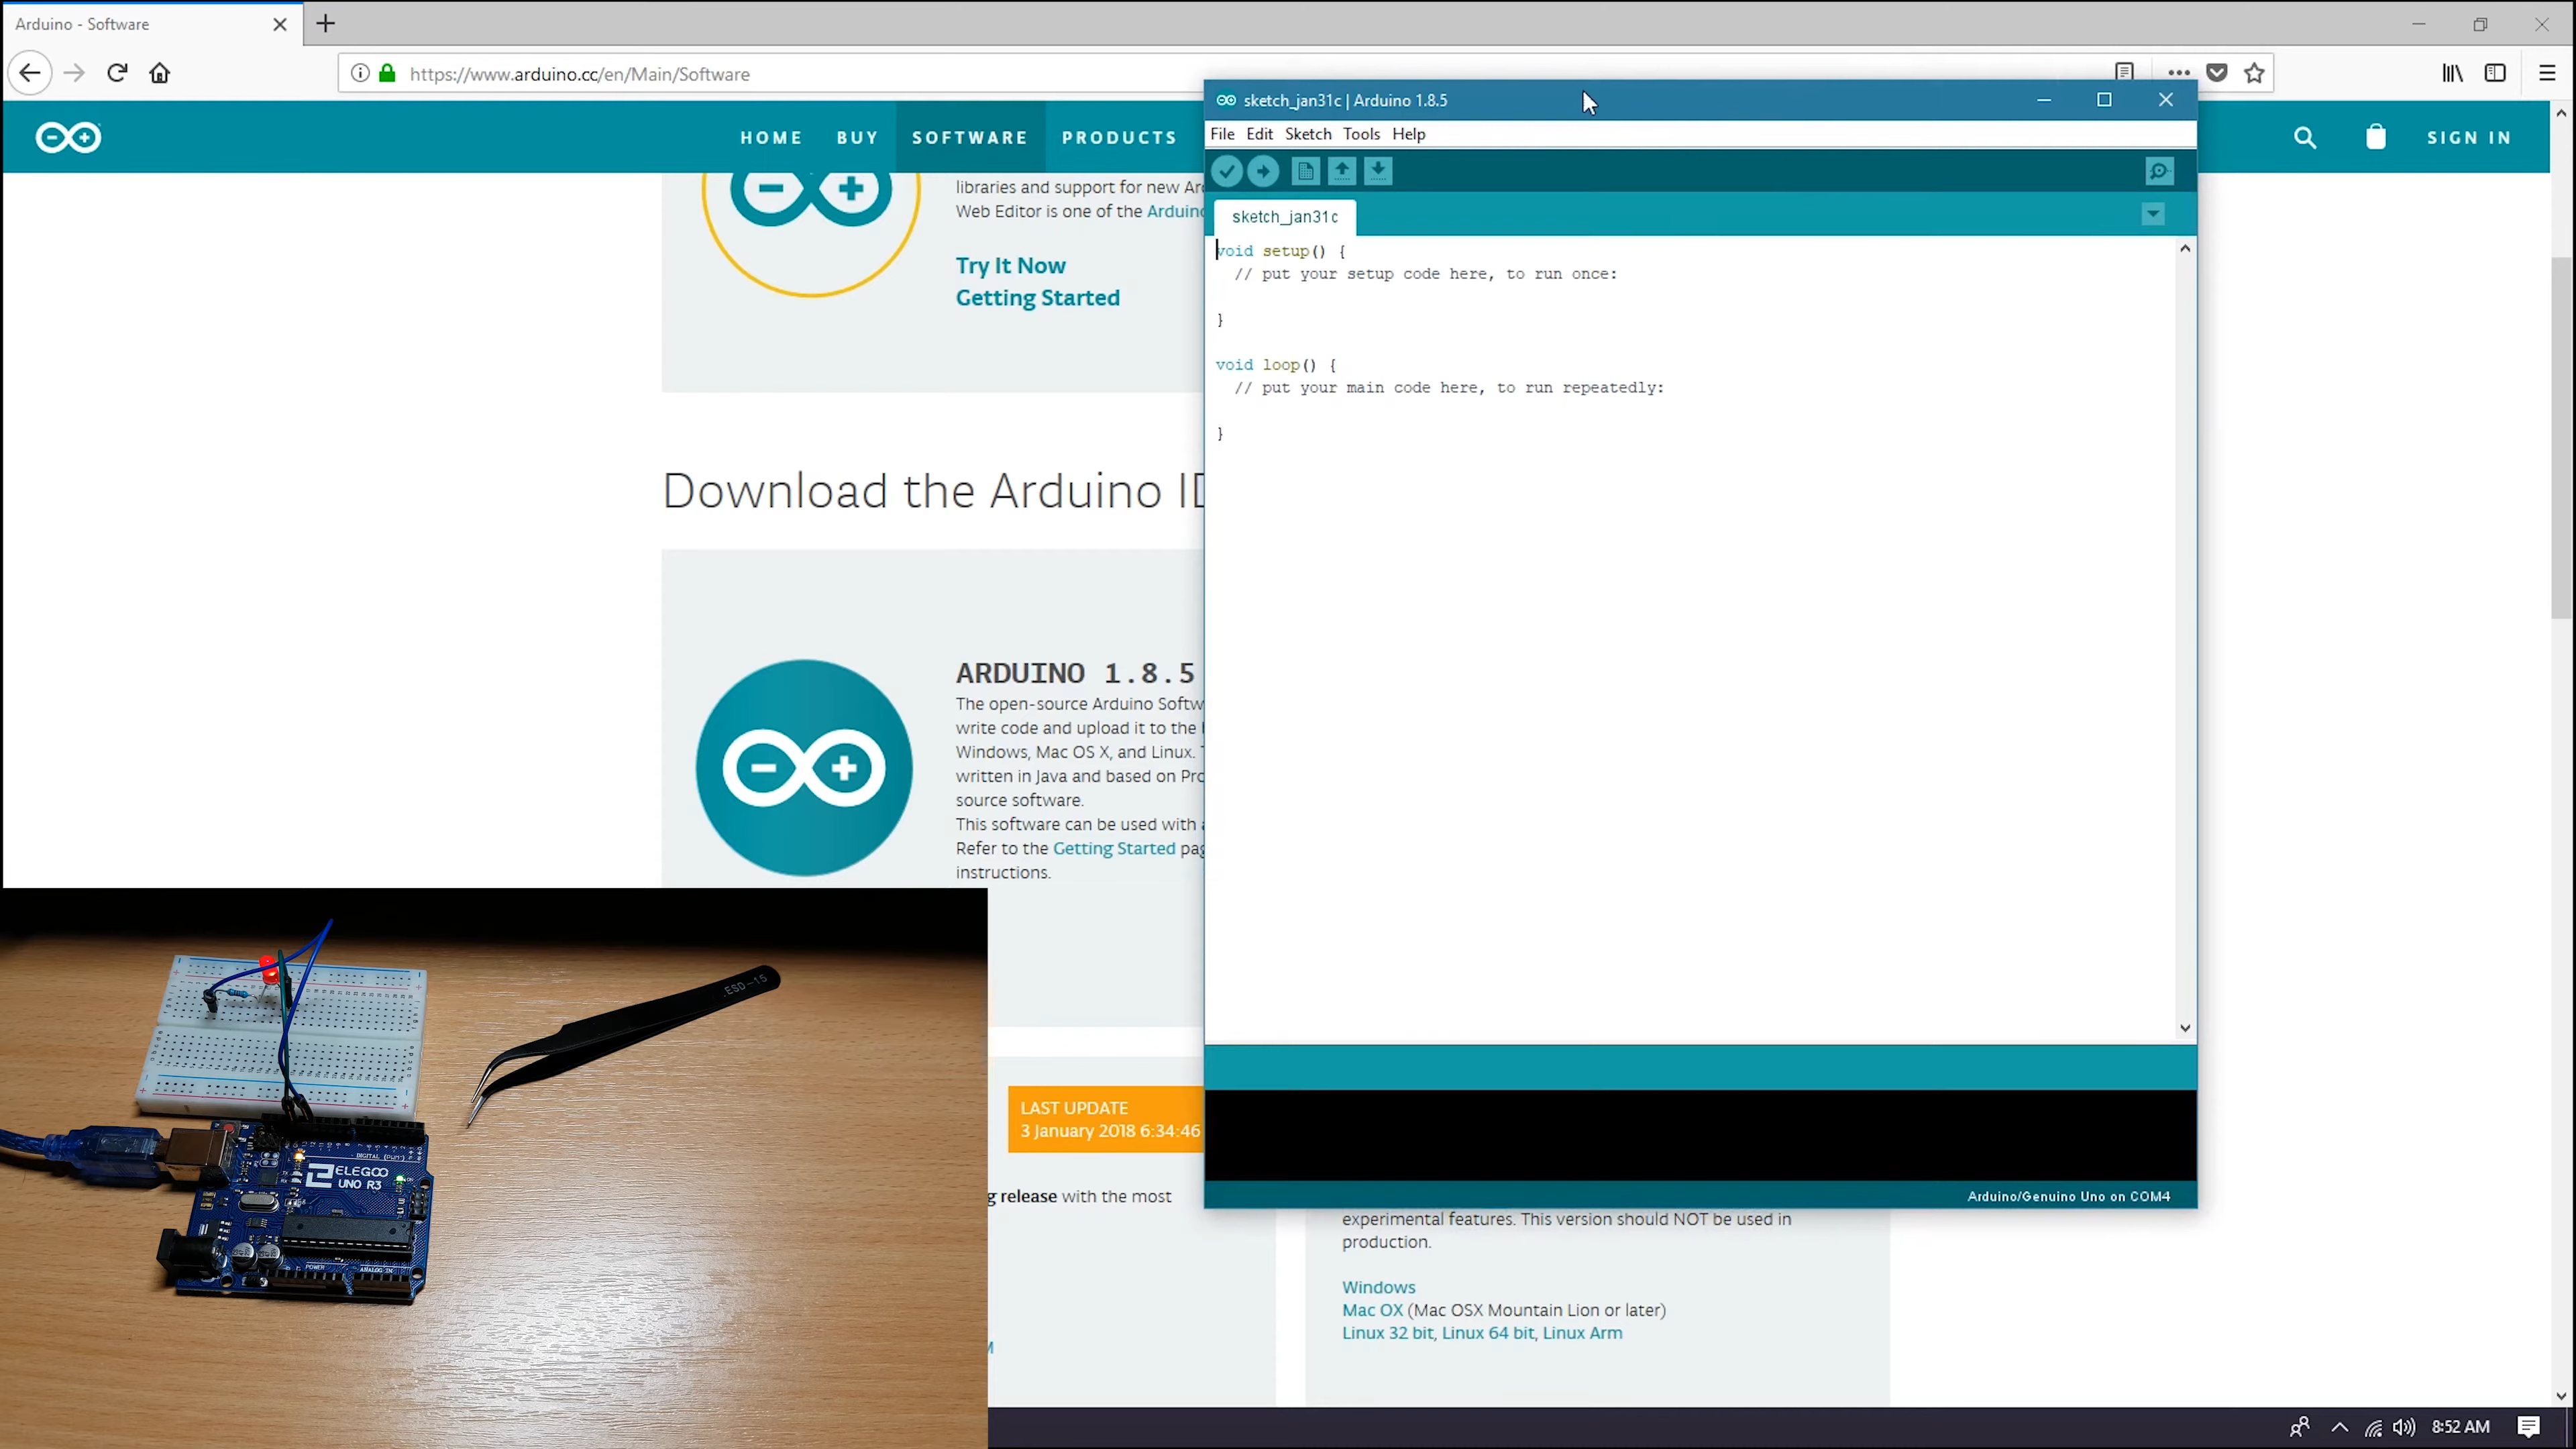 Arduino - Software
https://www.arduino.cc/en/Main/Software
HOME BUY SOFTWARE PRODUCTS
SIGN IN
libraries and support for new
Web Editor is one of the
Try It Now
Getting Started
Download the Arduino
ARDUINO 1.8.5
The open-source Arduino
write code and upload it to the
Windows, Mac OS X, and Linux.
written in Java and based on
source software.
This software can be used with
Refer to the Getting Started
instructions.
LAST UPDATE
3 January 2018 6:34:46
release with the most
sketch_jan31c | Arduino 1.8.5
File Edit Sketch Tools Help
sketch_jan31c
void setup() {
// put your setup code here, to run once:
}
void loop() {
// put your main code here, to run repeatedly:
}
Arduino/Genuino Uno on COM4
experimental features. This version should NOT be used in
production.
Windows
Mac OX (Mac OSX Mountain Lion or later)
Linux 32 bit, Linux 64 bit, Linux Arm
ESD-15
DIGITAL (PWM~)
ELEGOO
UNO R3
POWER
ANALOG IN
8:52 AM